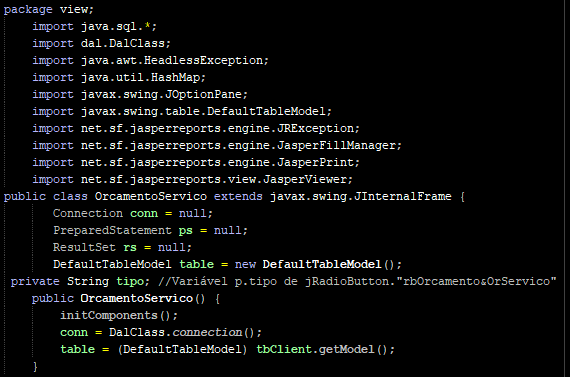 package view;
import java.sql.*;
import dal.DalClass;
import java.awt.HeadlessException;
import java.util.HashMap;
import javax.swing.JOptionPane;
import javax.swing.table.DefaultTableModel;
import net.sf.jasperreports.engine.JRException;
import net.sf.jasperreports.engine.JasperFillManager;
import net.sf.jasperreports.engine.JasperPrint;
import net.sf.jasperreports.view.JasperViewer;
public class OrcamentoServico extends javax.swing.JInternalFrame {
Connection conn = null;
PreparedStatement ps = null;
ResultSet rs = null;
DefaultTableModel table = new DefaultTableModel();
private String tipo; //Variável p.tipo de jRadioButton."rbOrcamento&OrServico"
public OrcamentoServico() {
initComponents();
conn = DalClass.connection();
table = (DefaultTableModel) tbClient.getModel();
}